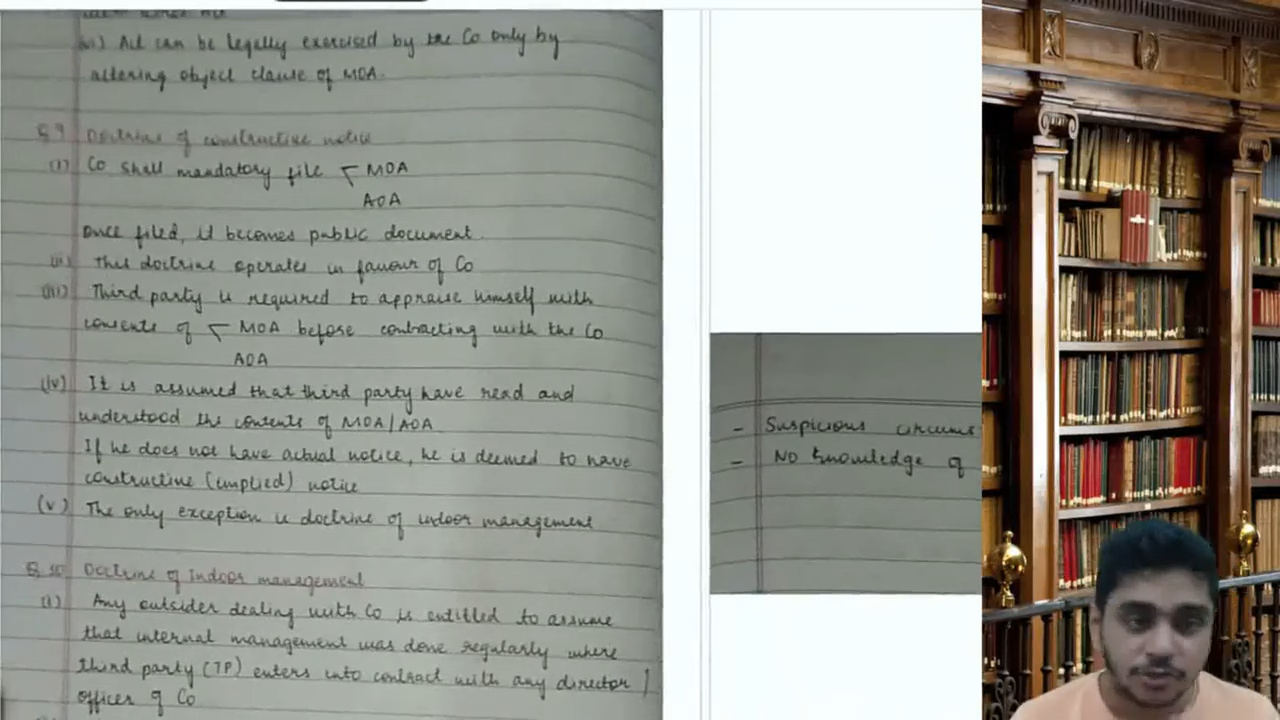 vi) Act can be legally exercised by the Co only by
altering object clause of MOA.
Q.9 Doctrine of constructive notice
(i) Co shall mandatory file MOA
AOA
Once filed, it becomes public document.
(ii) This doctrine operates in favour of Co
(iii) Third party is required to appraise himself with
contents of MOA before contracting with the Co
AOA
(iv) It is assumed that third party have read and
understood the contents of MOA/AOA
If he does not have actual notice, he is deemed to have
constructive (implied) notice
(v) The only exception is doctrine of indoor management
Q.10 Doctrine of Indoor management
(i) Any outsider dealing with Co is entitled to assume
that internal management was done regularly where
third party (TP) enters into contract with any director /
officer of Co
- Suspicious circums
- No knowledge of